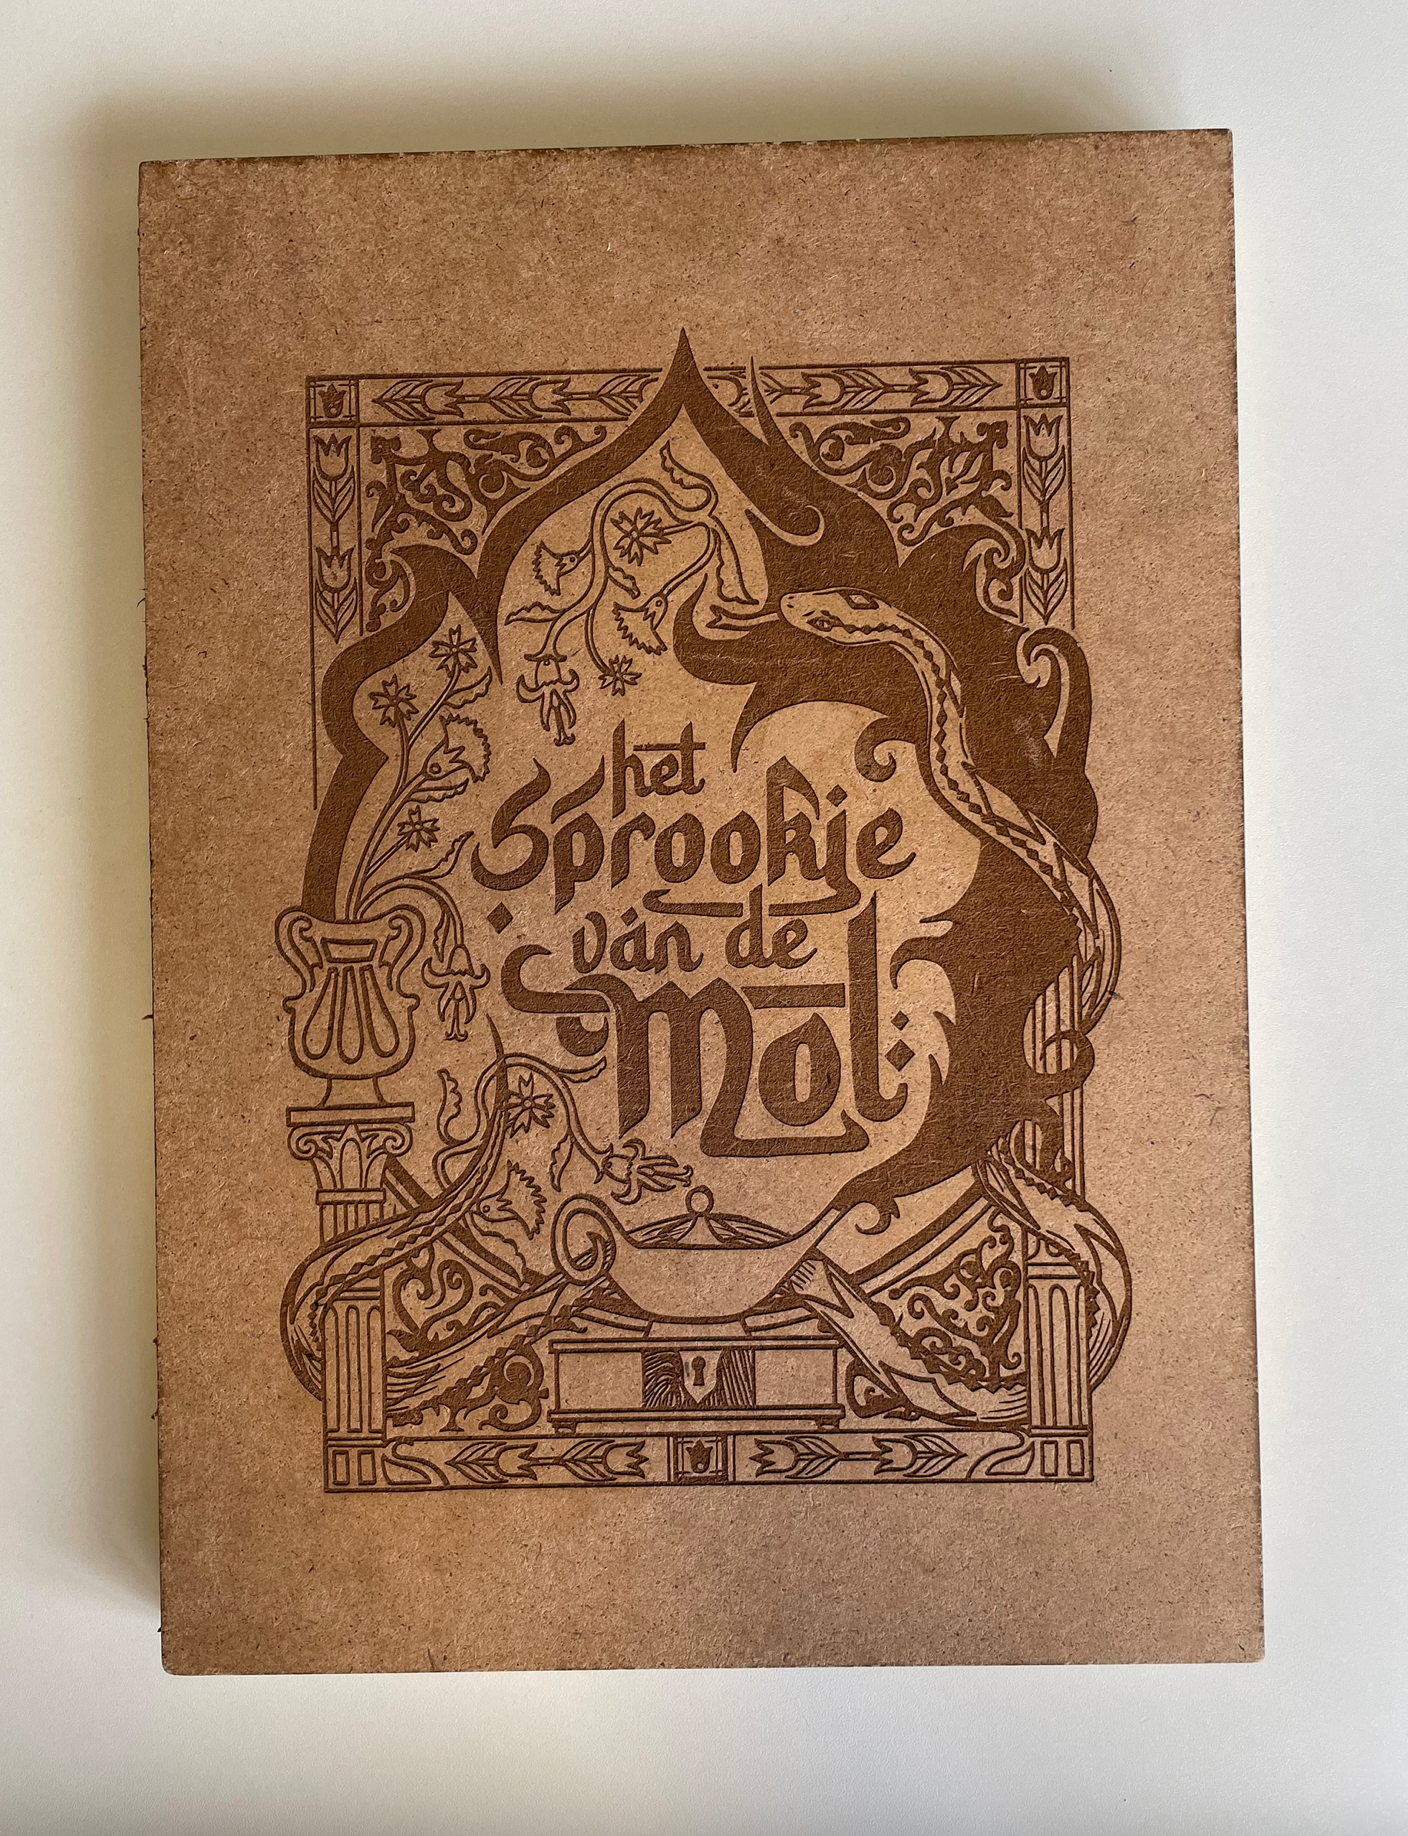 het
Sprookje
van de
Mol